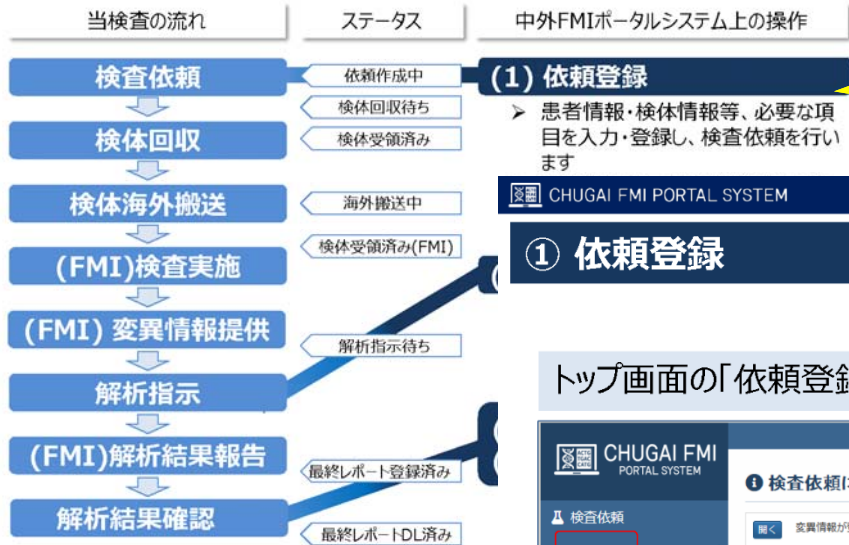 当検査の流れ
ステータス
中外FMIポータルシステム上の操作
検査依頼
依頼作成中
(1) 依頼登録
検体回収待ち
➢ 患者情報・検体情報等、必要な項
目を入力・登録し、検査依頼を行い
ます
検体回収
検体受領済み
検体海外搬送
海外搬送中
検体受領済み(FMI)
(FMI)検査実施
(FMI) 変異情報提供
解析指示待ち
解析指示
(FMI)解析結果報告
最終レポート登録済み
解析結果確認
最終レポートDL済み
CHUGAI FMI PORTAL SYSTEM
① 依頼登録
トップ画面の「依頼登録
CHUGAI FMI
PORTAL SYSTEM
検査依頼
検査依頼に
開く 変異情報が